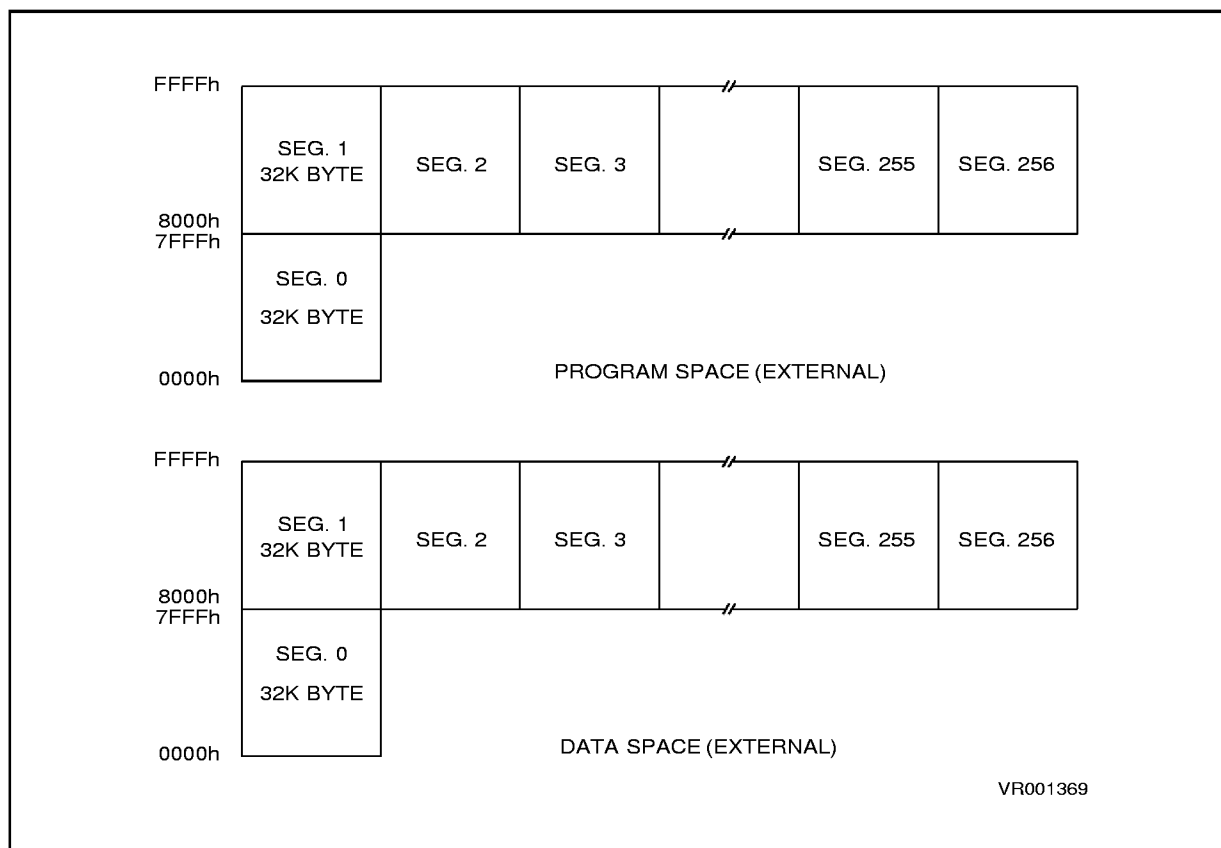 FFFFh
SEG. 1
32K BYTE
SEG. 2
SEG. 3
SEG. 255
SEG. 256
8000h
7FFFh
SEG. 0
32K BYTE
0000h
PROGRAM SPACE (EXTERNAL)
FFFFh
SEG. 1
32K BYTE
SEG. 2
SEG. 3
SEG. 255
SEG. 256
8000h
7FFFh
SEG. 0
32K BYTE
0000h
DATA SPACE (EXTERNAL)
VR001369